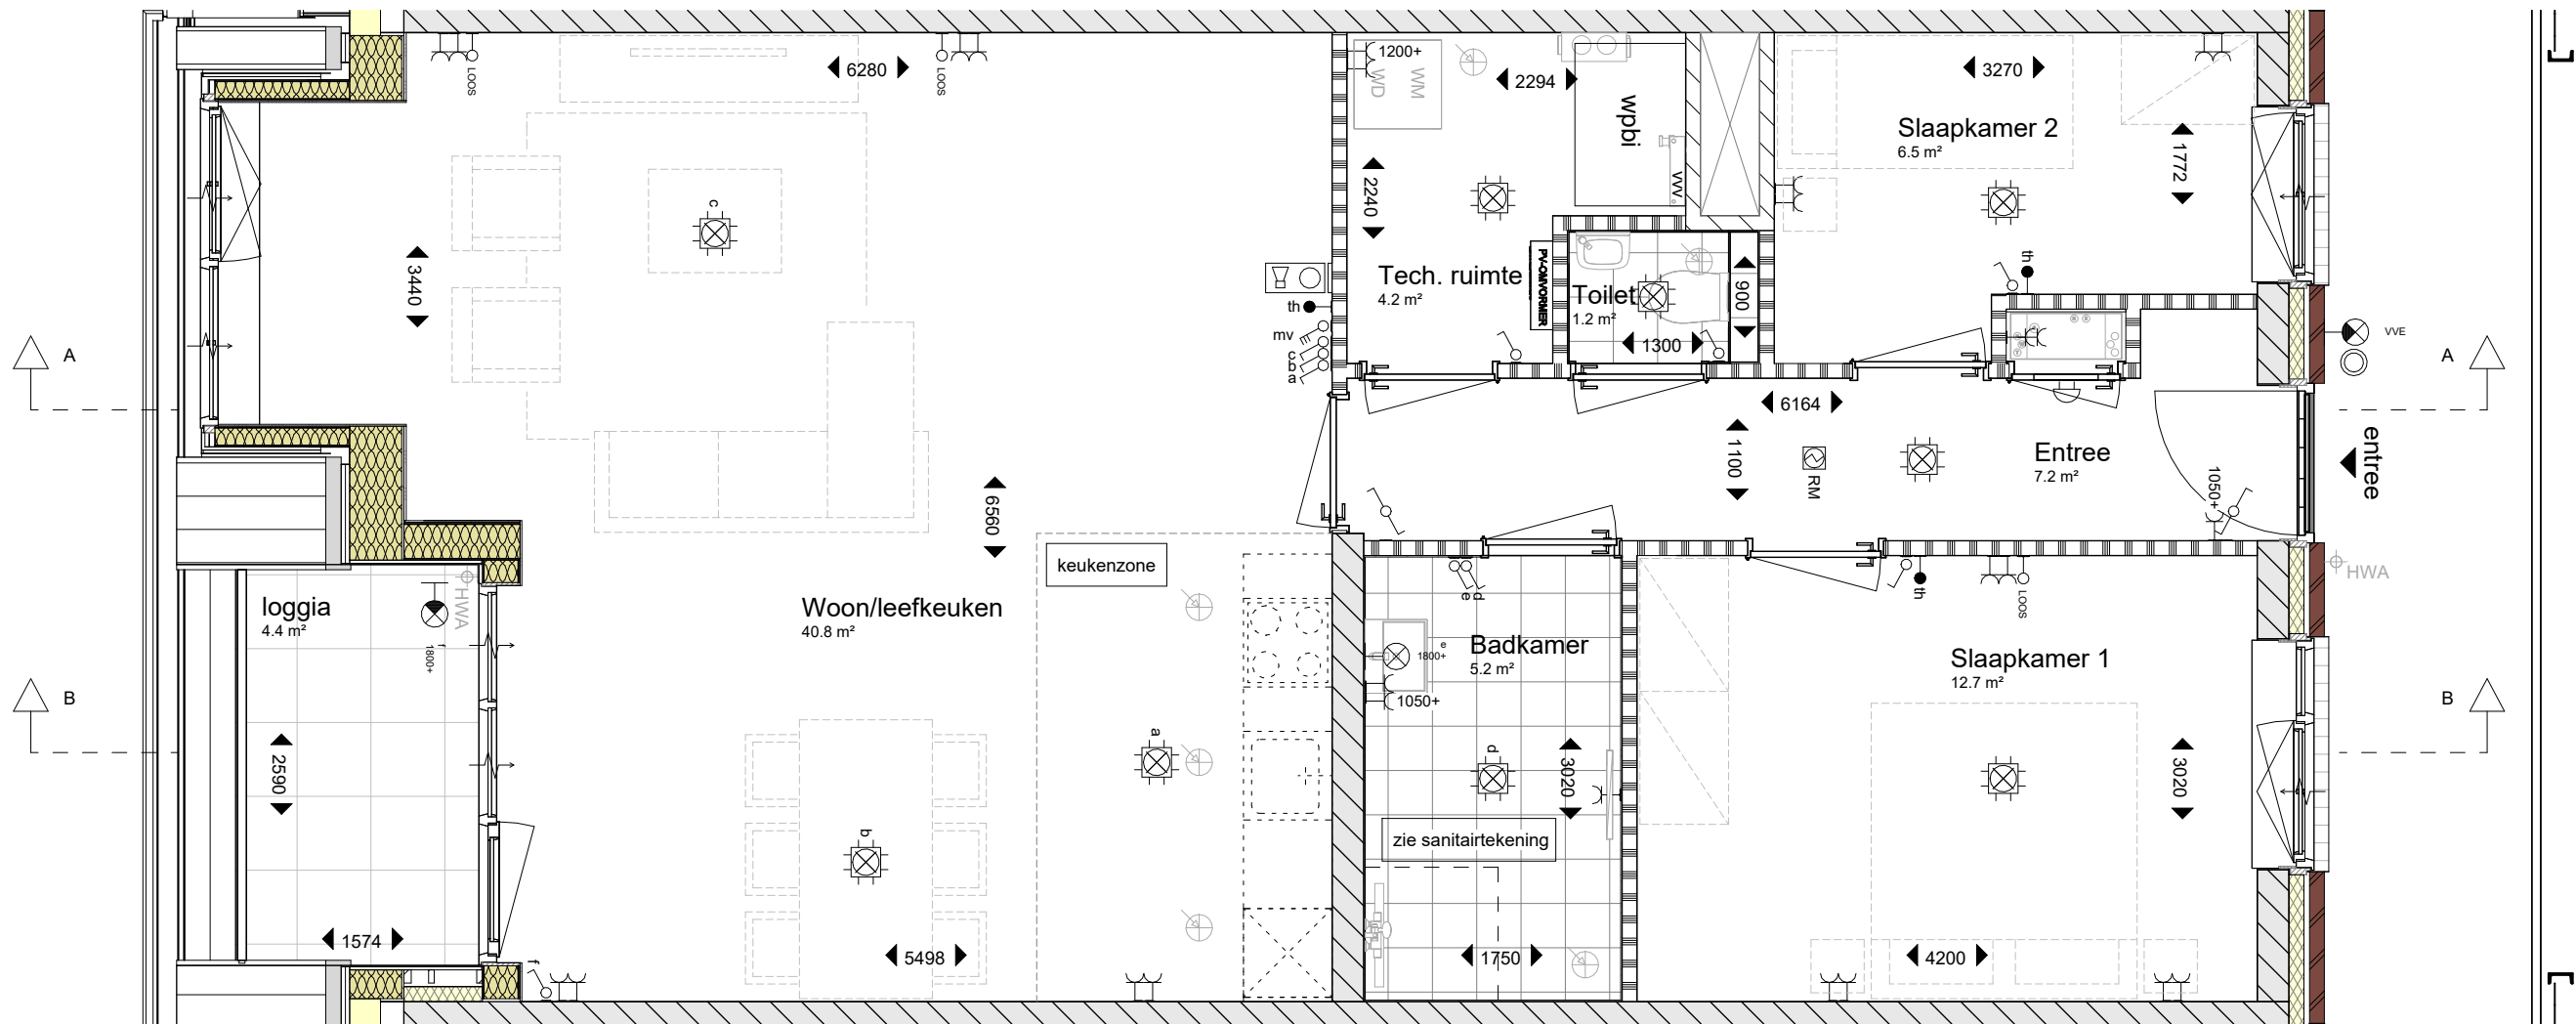 LOOS
6280
LOOS
1200+
WD
WM
2294
wpbi
VVV
3270
Slaapkamer 2
6.5 m²
1772
2240
c
3440
Tech. ruimte
4.2 m²
PV-OMVORMER
Toilet
1.2 m²
900
1300
th
th
mv
c
b
a
VVE
A
A
6164
1100
RM
Entree
7.2 m²
1050+
entree
6560
keukenzone
HWA
loggia
4.4 m²
HWA
f
1800+
Woon/leefkeuken
40.8 m²
e
d
Badkamer
5.2 m²
e
1800+
1050+
th
LOOS
Slaapkamer 1
12.7 m²
B
B
2590
a
d
3020
3020
b
zie sanitairtekening
1574
5498
1750
4200
f